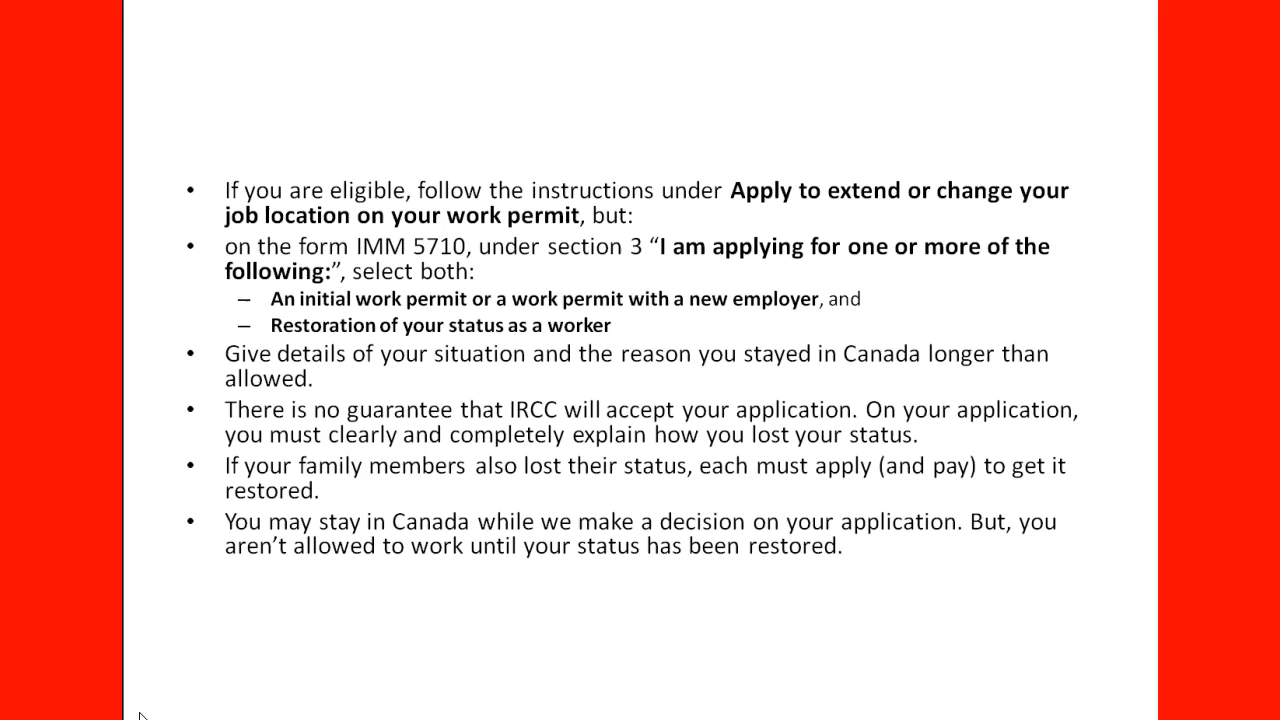 • If you are eligible, follow the instructions under Apply to extend or change your
job location on your work permit, but:
• on the form IMM 5710, under section 3 “I am applying for one or more of the
following:”, select both:
– An initial work permit or a work permit with a new employer, and
– Restoration of your status as a worker
• Give details of your situation and the reason you stayed in Canada longer than
allowed.
• There is no guarantee that IRCC will accept your application. On your application,
you must clearly and completely explain how you lost your status.
• If your family members also lost their status, each must apply (and pay) to get it
restored.
• You may stay in Canada while we make a decision on your application. But, you
aren’t allowed to work until your status has been restored.